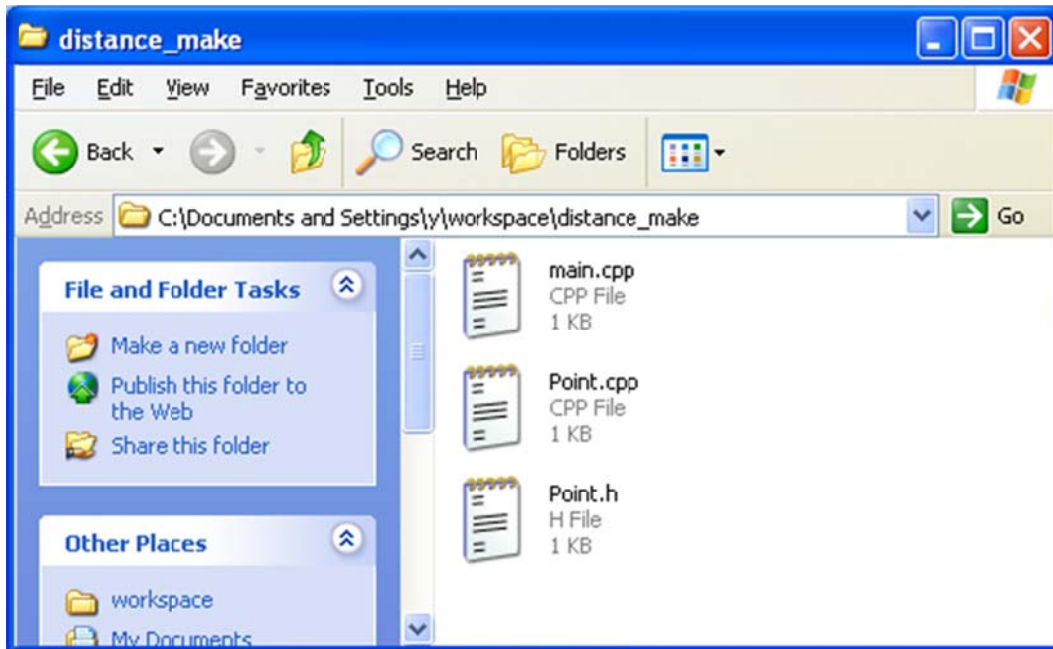 distance_make
File Edit View Favorites Tools Help
Back Search Folders
Address C:\Documents and Settings\y\workspace\distance_make Go
File and Folder Tasks
Make a new folder
Publish this folder to
the Web
Share this folder
Other Places
workspace
My Documents
main.cpp
CPP File
1 KB
Point.cpp
CPP File
1 KB
Point.h
H File
1 KB